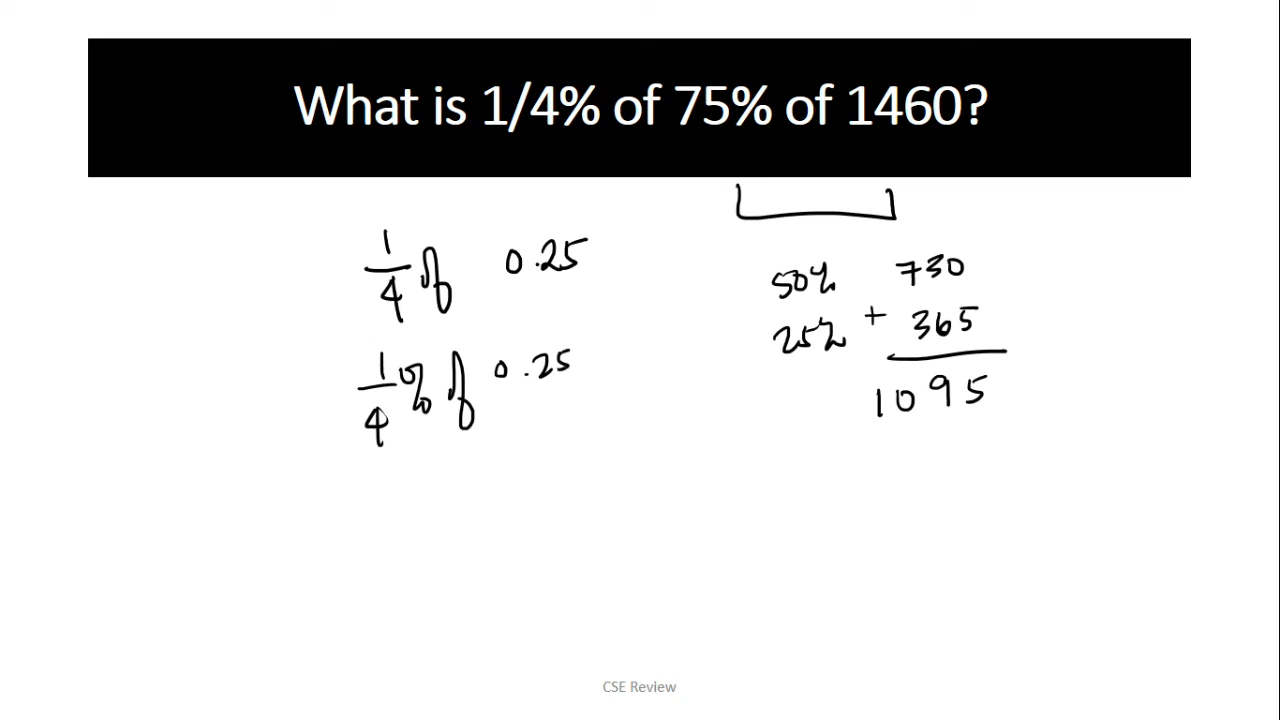 What is 1/4% of 75% of 1460?
1/4 of 0.25
1/4% of 0.25
50% 730
25% + 365
1095
CSE Review